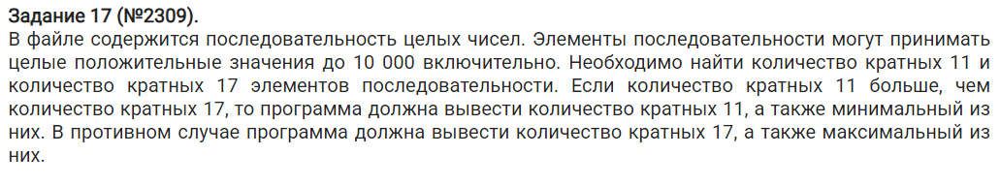 Задание 17 (№2309).
В файле содержится последовательность целых чисел. Элементы последовательности могут принимать
целые положительные значения до 10 000 включительно. Необходимо найти количество кратных 11 и
количество кратных 17 элементов последовательности. Если количество кратных 11 больше, чем
количество кратных 17, то программа должна вывести количество кратных 11, а также минимальный из
них. В противном случае программа должна вывести количество кратных 17, а также максимальный из
них.